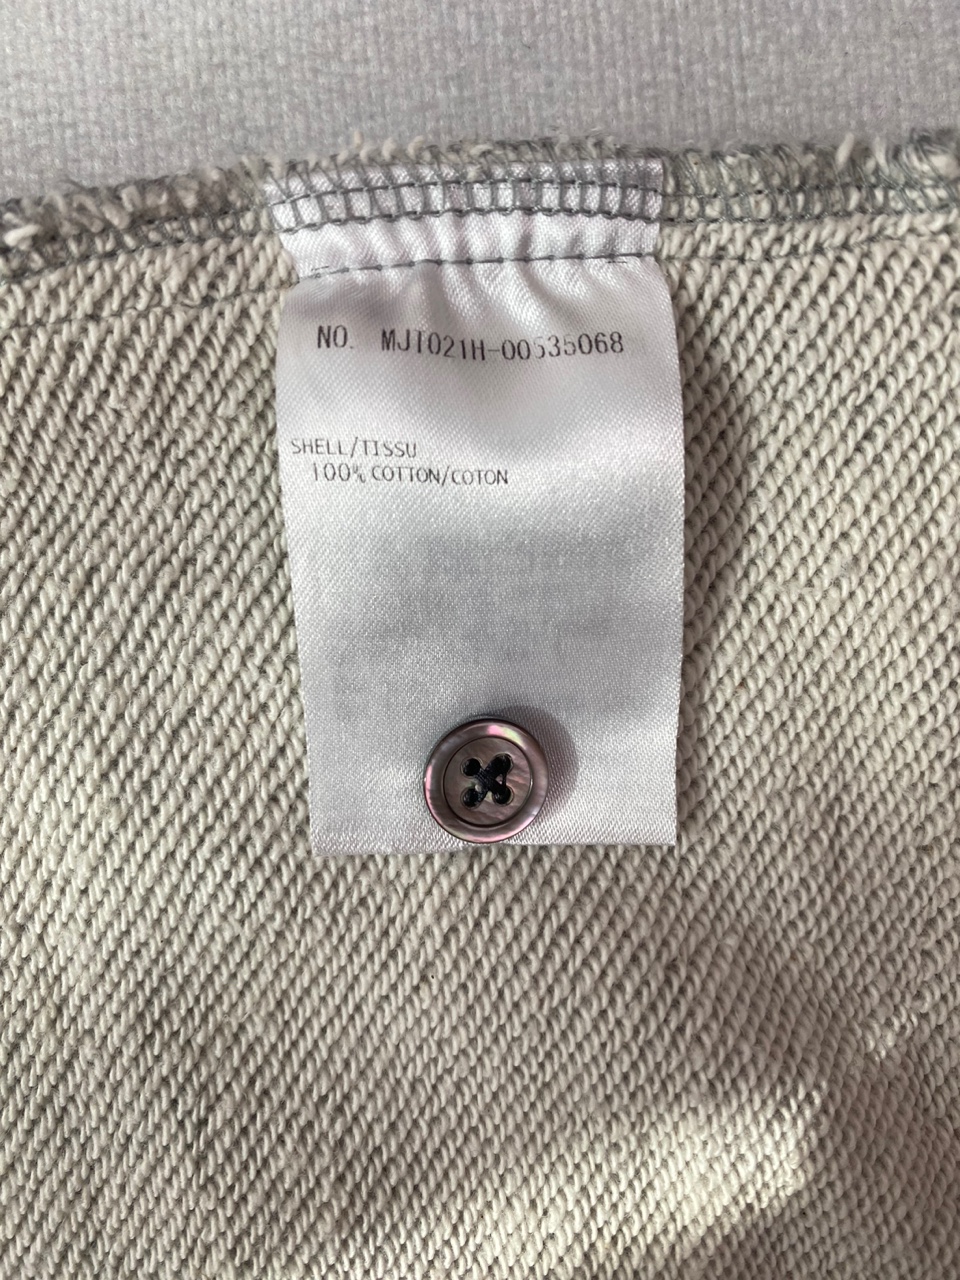 NO. MJT021H-00535068
SHELL/TISSU
100% COTTON/COTON